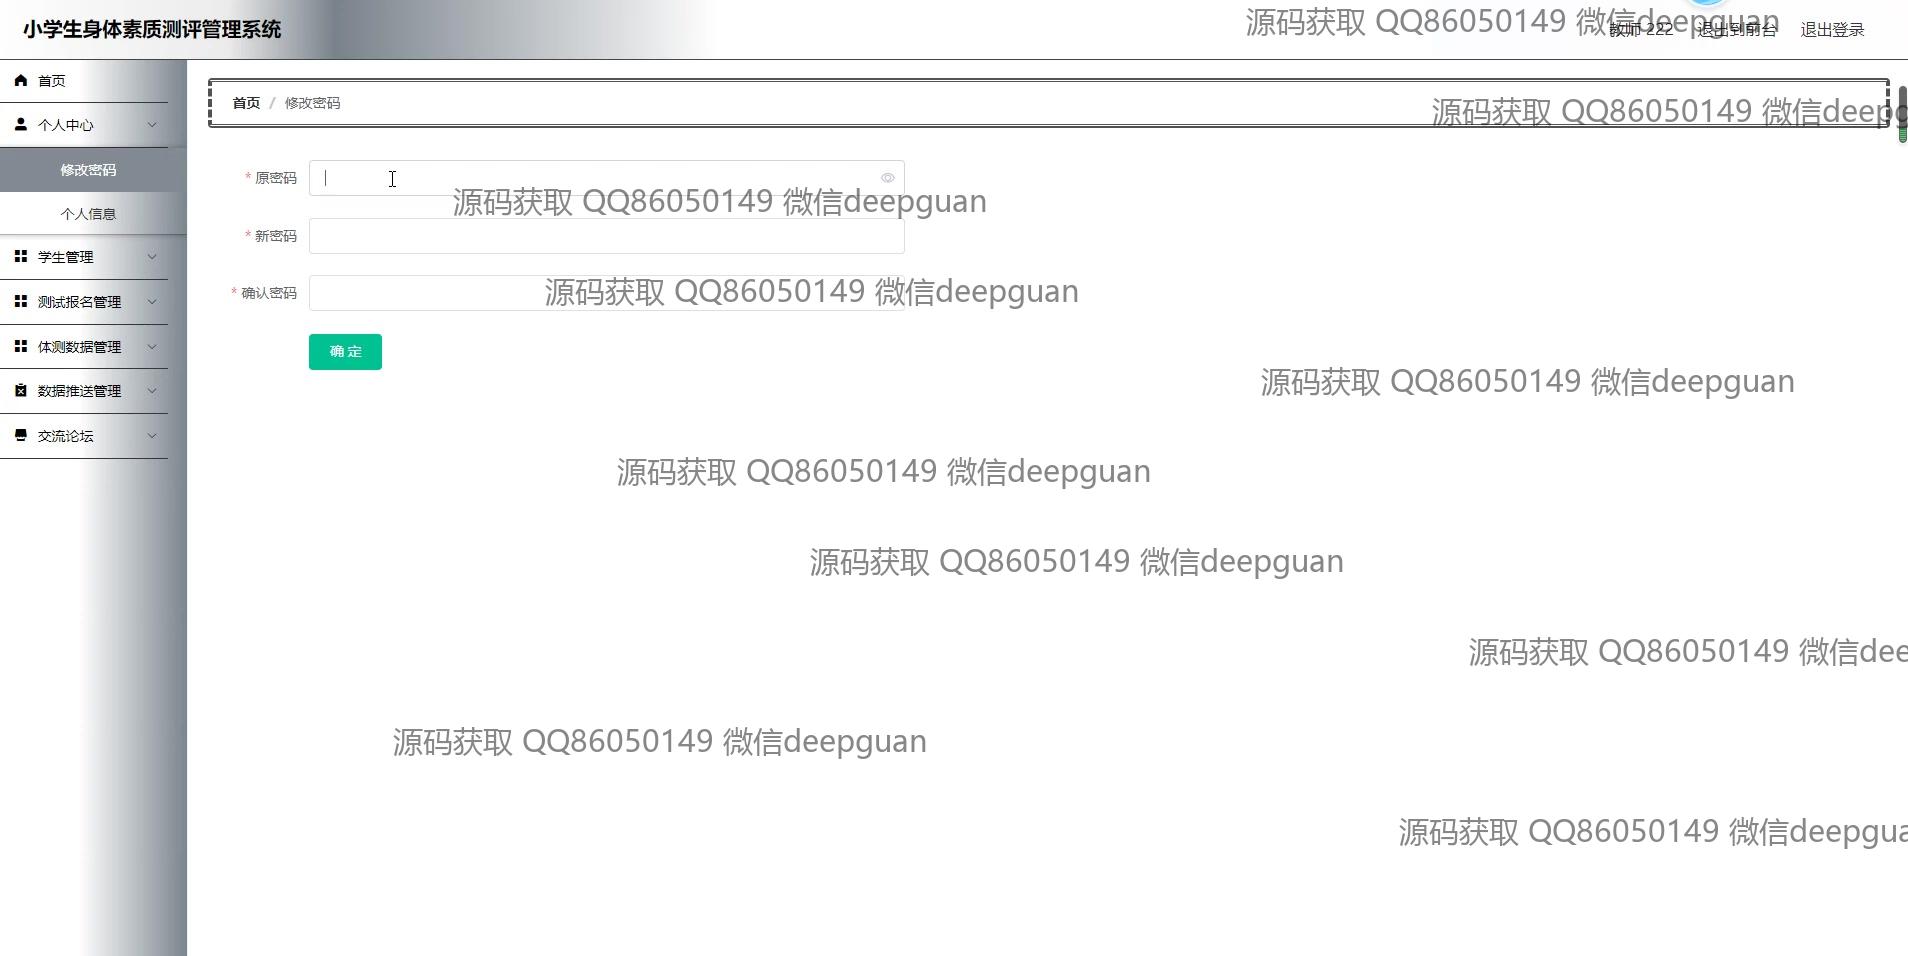 小学生身体素质测评管理系统
源码获取 QQ86050149 微信deepguan
教师 222 退出到前台 退出登录
首页
个人中心
修改密码
个人信息
学生管理
测试报名管理
体测数据管理
数据推送管理
交流论坛
首页 / 修改密码
源码获取 QQ86050149 微信deepg
* 原密码
源码获取 QQ86050149 微信deepguan
* 新密码
* 确认密码
源码获取 QQ86050149 微信deepguan
确 定
源码获取 QQ86050149 微信deepguan
源码获取 QQ86050149 微信deepguan
源码获取 QQ86050149 微信deepguan
源码获取 QQ86050149 微信dee
源码获取 QQ86050149 微信deepguan
源码获取 QQ86050149 微信deepgua